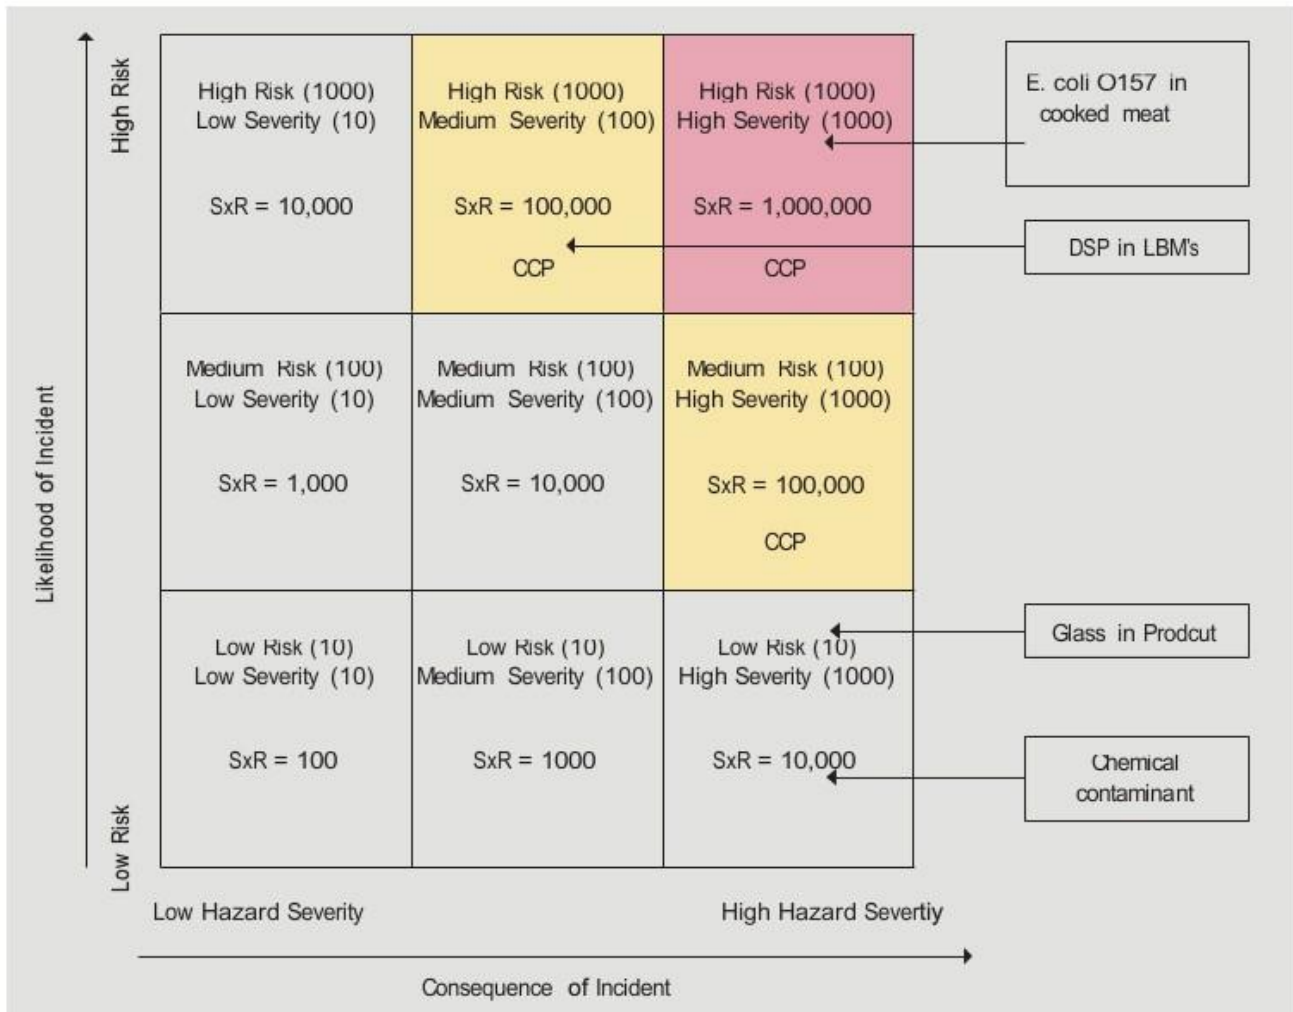 High Risk
High Risk (1000)
Low Severity (10)
SxR = 10,000
High Risk (1000)
Medium Severity (100)
SxR = 100,000
CCP
High Risk (1000)
High Severity (1000)
SxR = 1,000,000
CCP
E. coli O157 in
cooked meat
DSP in LBM's
Likelihood of Incident
Medium Risk (100)
Low Severity (10)
SxR = 1,000
Medium Risk (100)
Medium Severity (100)
SxR = 10,000
Medium Risk (100)
High Severity (1000)
SxR = 100,000
CCP
Low Risk
Low Risk (10)
Low Severity (10)
SxR = 100
Low Risk (10)
Medium Severity (100)
SxR = 1000
Low Risk (10)
High Severity (1000)
SxR = 10,000
Glass in Prodcut
Chemical
contaminant
Low Hazard Severity
High Hazard Severtiy
Consequence of Incident